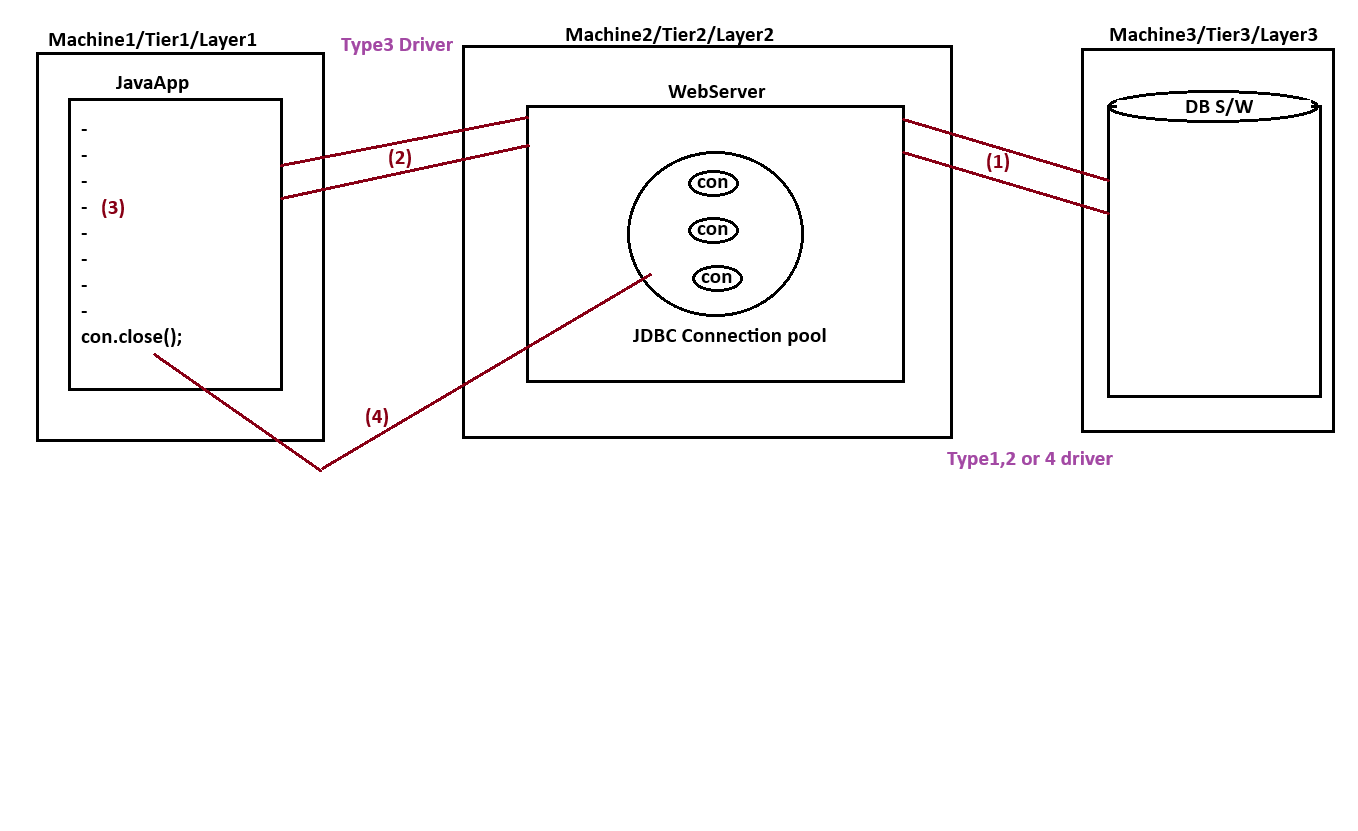 Machine1/Tier1/Layer1
Type3 Driver
Machine2/Tier2/Layer2
Machine3/Tier3/Layer3
JavaApp
WebServer
DB S/W
-
-
-
- (3)
-
-
-
-
con.close();
(2)
(1)
con
con
con
JDBC Connection pool
(4)
Type1,2 or 4 driver